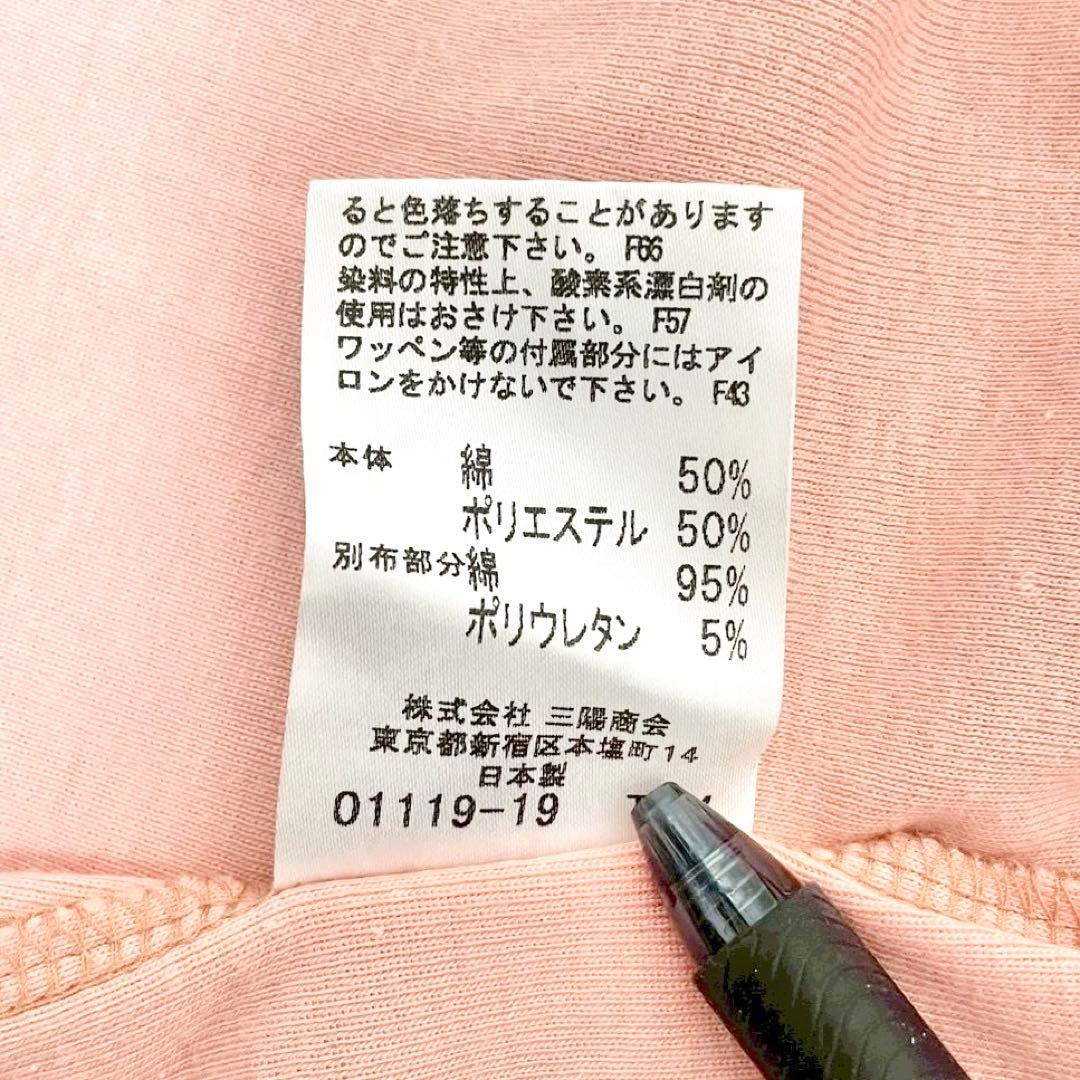 ると色落ちすることがあります
のでご注意下さい。 F66
染料の特性上、酸素系漂白剤の
使用はおさけ下さい。 F57
ワッペン等の付属部分にはアイ
ロンをかけないで下さい。 F43
本体 綿 50%
ポリエステル 50%
別布部分綿 95%
ポリウレタン 5%
株式会社 三陽商会
東京都新宿区本塩町14
日本製
01119-19